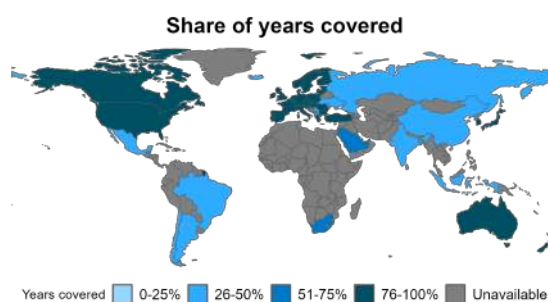 Share of years covered
Years covered 0-25% 26-50% 51-75% 76-100% Unavailable